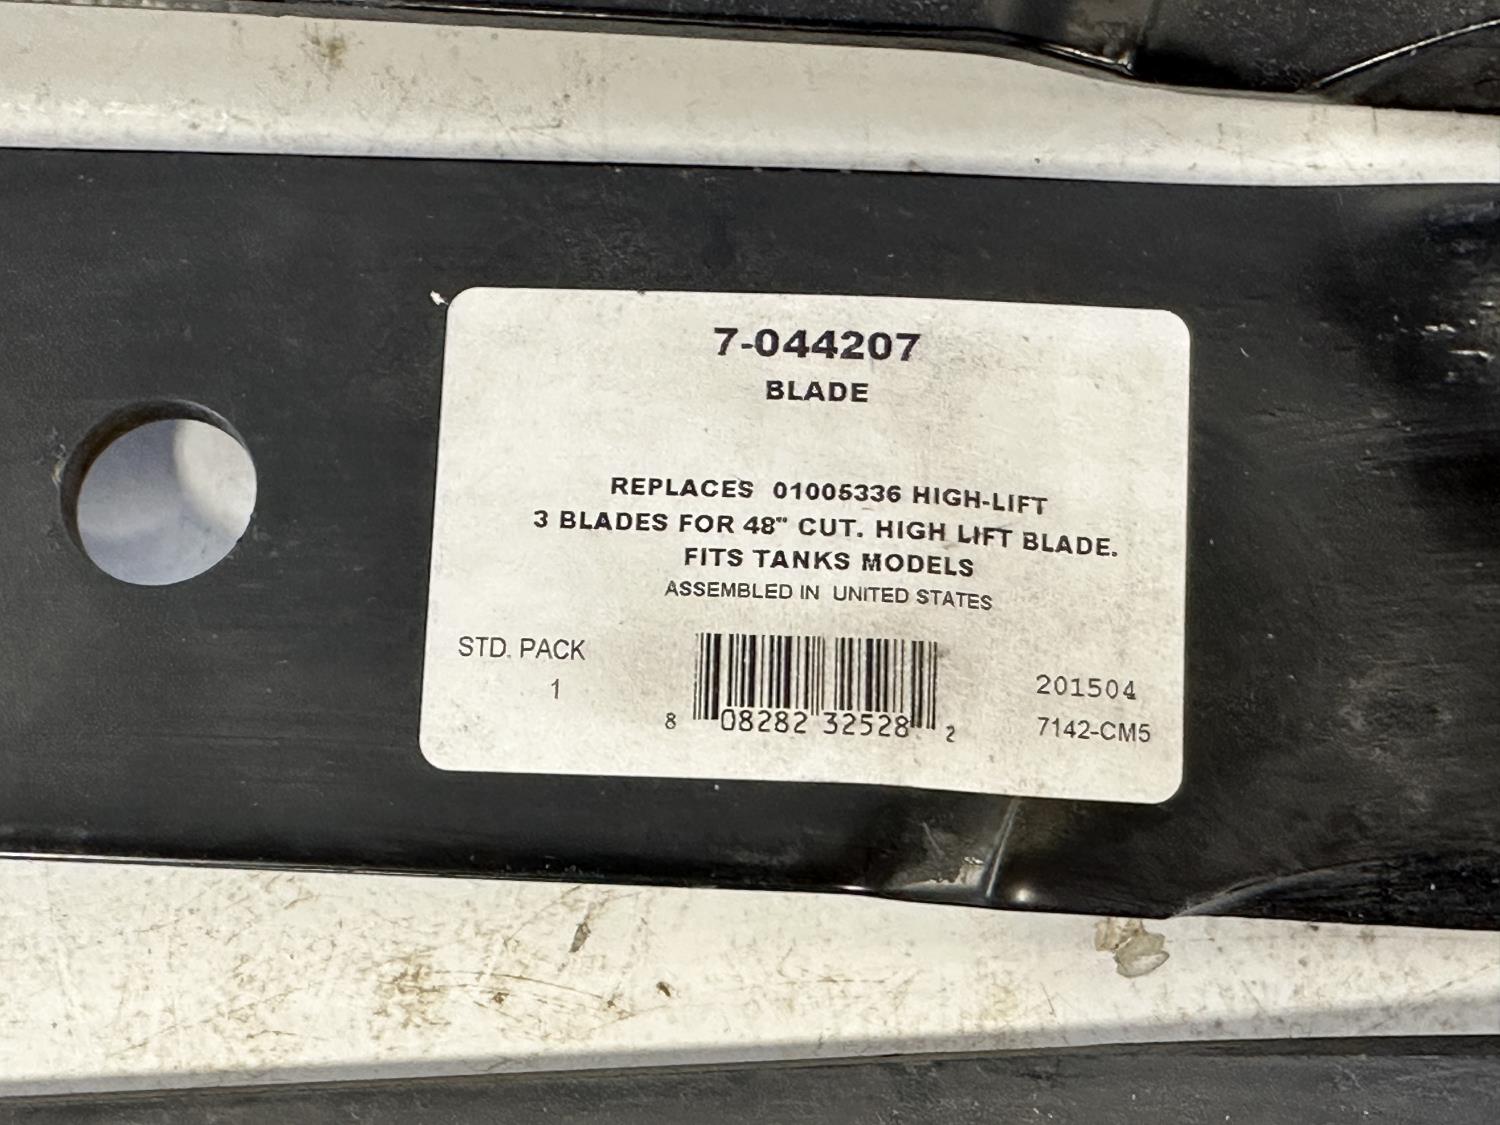 7-044207
BLADE
REPLACES 01005336 HIGH-LIFT
3 BLADES FOR 48" CUT. HIGH LIFT BLADE.
FITS TANKS MODELS
ASSEMBLED IN UNITED STATES
STD. PACK
1
8 08282 32528 2
201504
7142-CM5